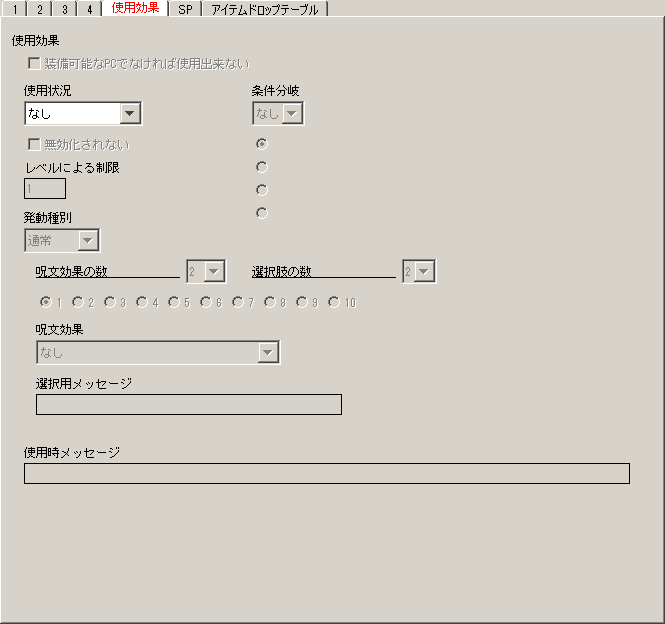 1 2 3 4 使用効果 SP アイテムドロップテーブル
使用効果
装備可能なPCでなければ使用出来ない
使用状況 条件分岐
なし なし
無効化されない
レベルによる制限
1
発動種別
通常
呪文効果の数 2 選択肢の数 2
1 2 3 4 5 6 7 8 9 10
呪文効果
なし
選択用メッセージ
使用時メッセージ